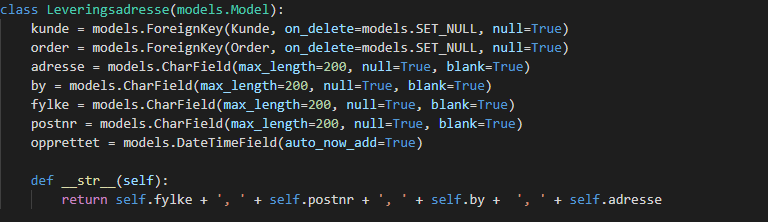 class Leveringsadresse(models.Model):
    kunde = models.ForeignKey(Kunde, on_delete=models.SET_NULL, null=True)
    order = models.ForeignKey(Order, on_delete=models.SET_NULL, null=True)
    adresse = models.CharField(max_length=200, null=True, blank=True)
    by = models.CharField(max_length=200, null=True, blank=True)
    fylke = models.CharField(max_length=200, null=True, blank=True)
    postnr = models.CharField(max_length=200, null=True, blank=True)
    opprettet = models.DateTimeField(auto_now_add=True)

    def __str__(self):
        return self.fylke + ', ' + self.postnr + ', ' + self.by +  ', ' + self.adresse